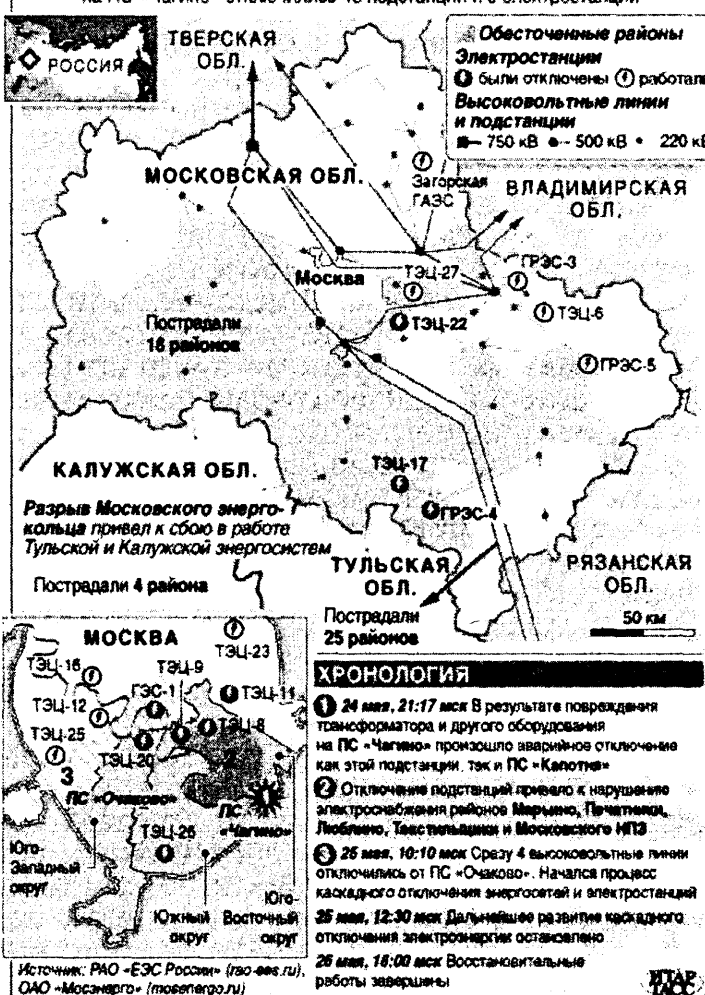 РОССИЯ
ТВЕРСКАЯ
ОБЛ.
Обесточенные районы
Электростанции
были отключены работали
Высоковольтные линии
и подстанции
750 кВ 500 кВ 220 кВ
МОСКОВСКАЯ ОБЛ.
Загорская
ГАЭС
ВЛАДИМИРСКАЯ
ОБЛ.
Москва
ТЭЦ-27
ГРЭС-3
ТЭЦ-22
ТЭЦ-6
Пострадали
16 районов
ГРЭС-5
КАЛУЖСКАЯ ОБЛ.
ТЭЦ-17
ГРЭС-4
Разрыв Московского энерго-
кольца привел к сбою в работе
Тульской и Калужской энергосистем
Пострадали 4 района
ТУЛЬСКАЯ
ОБЛ.
Пострадали
25 районов
РЯЗАНСКАЯ
ОБЛ.
50 км
МОСКВА
ТЭЦ-23
ТЭЦ-16
ТЭЦ-9
ТЭЦ-12
ГЭС-1
ТЭЦ-11
ТЭЦ-25
ТЭЦ-8
ТЭЦ-20
3
2
ПС «Очаково»
ПС
«Чагино»
ТЭЦ-26
Юго-
Западный
округ
Южный
округ
Юго-
Восточный
округ
Источник: РАО «ЕЭС России» (rao-ees.ru),
ОАО «Мосэнерго» (mosenergo.ru)
ХРОНОЛОГИЯ
1 24 мая, 21:17 мск В результате повреждения
трансформатора и другого оборудования
на ПС «Чагино» произошло аварийное отключение
как этой подстанции, так и ПС «Капотня»
2 Отключение подстанций привело к нарушению
электроснабжения районов Марьино, Печатники,
Люблино, Текстильщики и Московского НПЗ
3 25 мая, 10:10 мск Сразу 4 высоковольтные линии
отключились от ПС «Очаково». Начался процесс
каскадного отключения энергосетей и электростанций
25 мая, 12:30 мск Дальнейшее развитие каскадного
отключения электроэнергии остановлено
26 мая, 16:00 мск Восстановительные
работы завершены
ИТАР
ТАСС